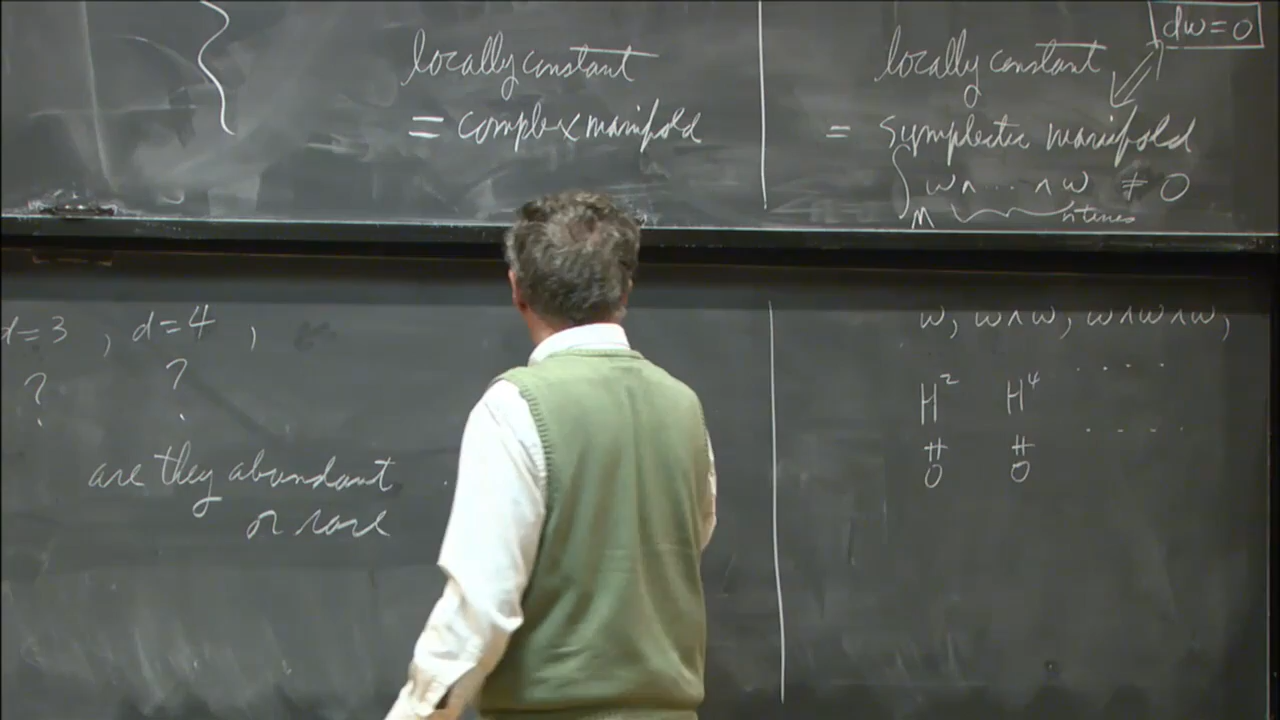 locally constant
= complex manifold
dω=0
locally constant
= symplectic manifold
∫_M ω∧ ... ∧ω ≠ 0
n times
d=3 , d=4 ,
? ?
are they abundant
or rare
ω, ω∧ω, ω∧ω∧ω,
. . . .
H² H⁴
. . . .
≠ ≠
0 0